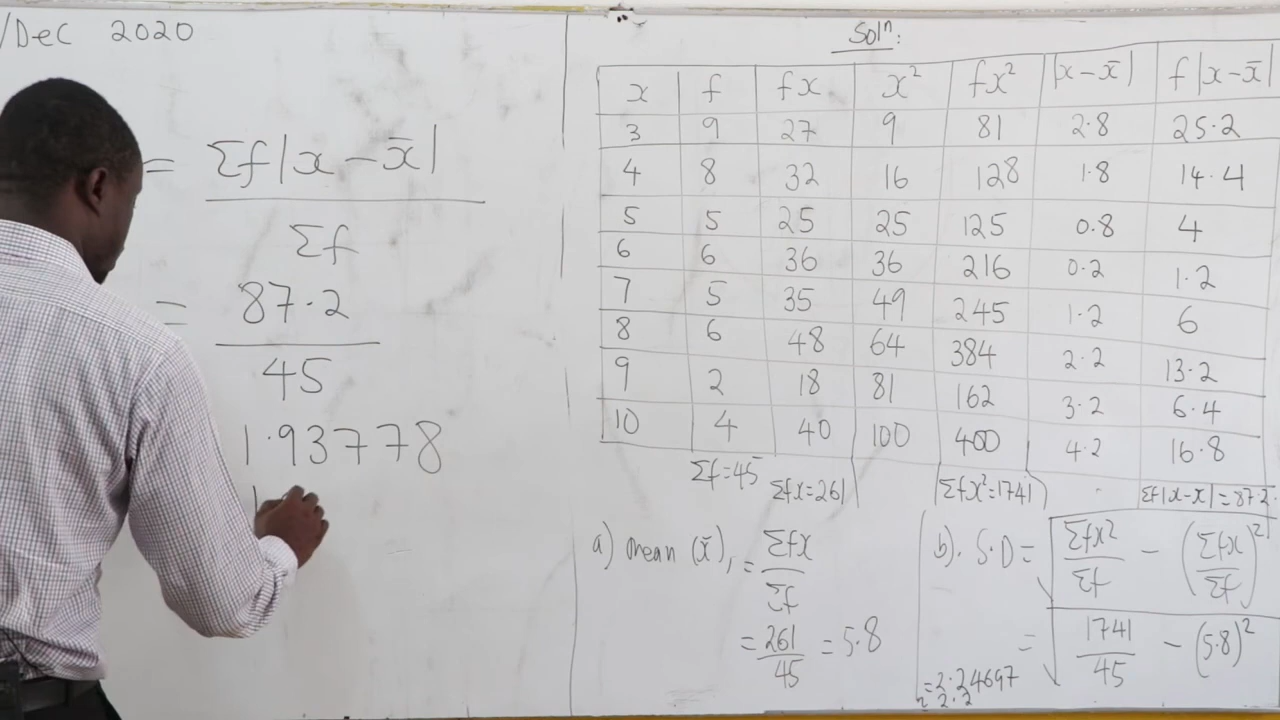 /Dec 2020
= Σf|x – x̄|
Σf
= 87.2
45
1.93778
Solⁿ:
x f fx x² fx² |x – x̄| f|x – x̄|
3 9 27 9 81 2.8 25.2
4 8 32 16 128 1.8 14.4
5 5 25 25 125 0.8 4
6 6 36 36 216 0.2 1.2
7 5 35 49 245 1.2 6
8 6 48 64 384 2.2 13.2
9 2 18 81 162 3.2 6.4
10 4 40 100 400 4.2 16.8
Σf=45 Σfx=261 Σfx²=1741 Σf|x–x̄|=87.2
a) mean (x̄), = Σfx
Σf
= 261 = 5.8
45
b). S.D = √ Σfx² – (Σfx)²
Σf Σf
= √ 1741 – (5.8)²
45
= 2.24697
≈ 2.2